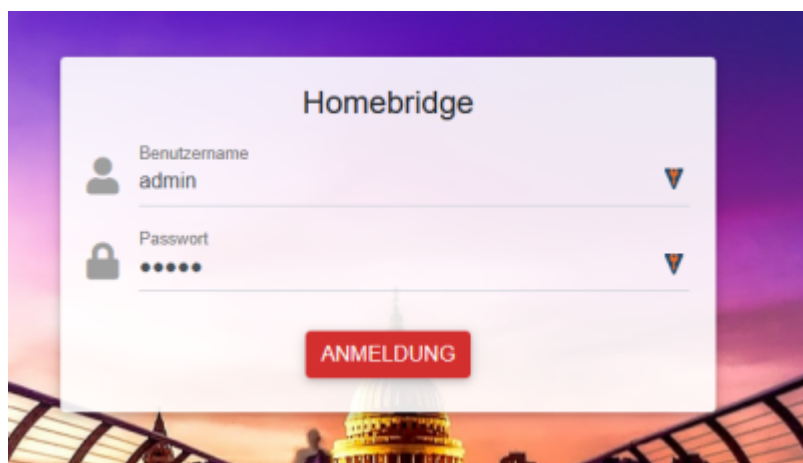 Homebridge
Benutzername
admin
Passwort
•••••
ANMELDUNG